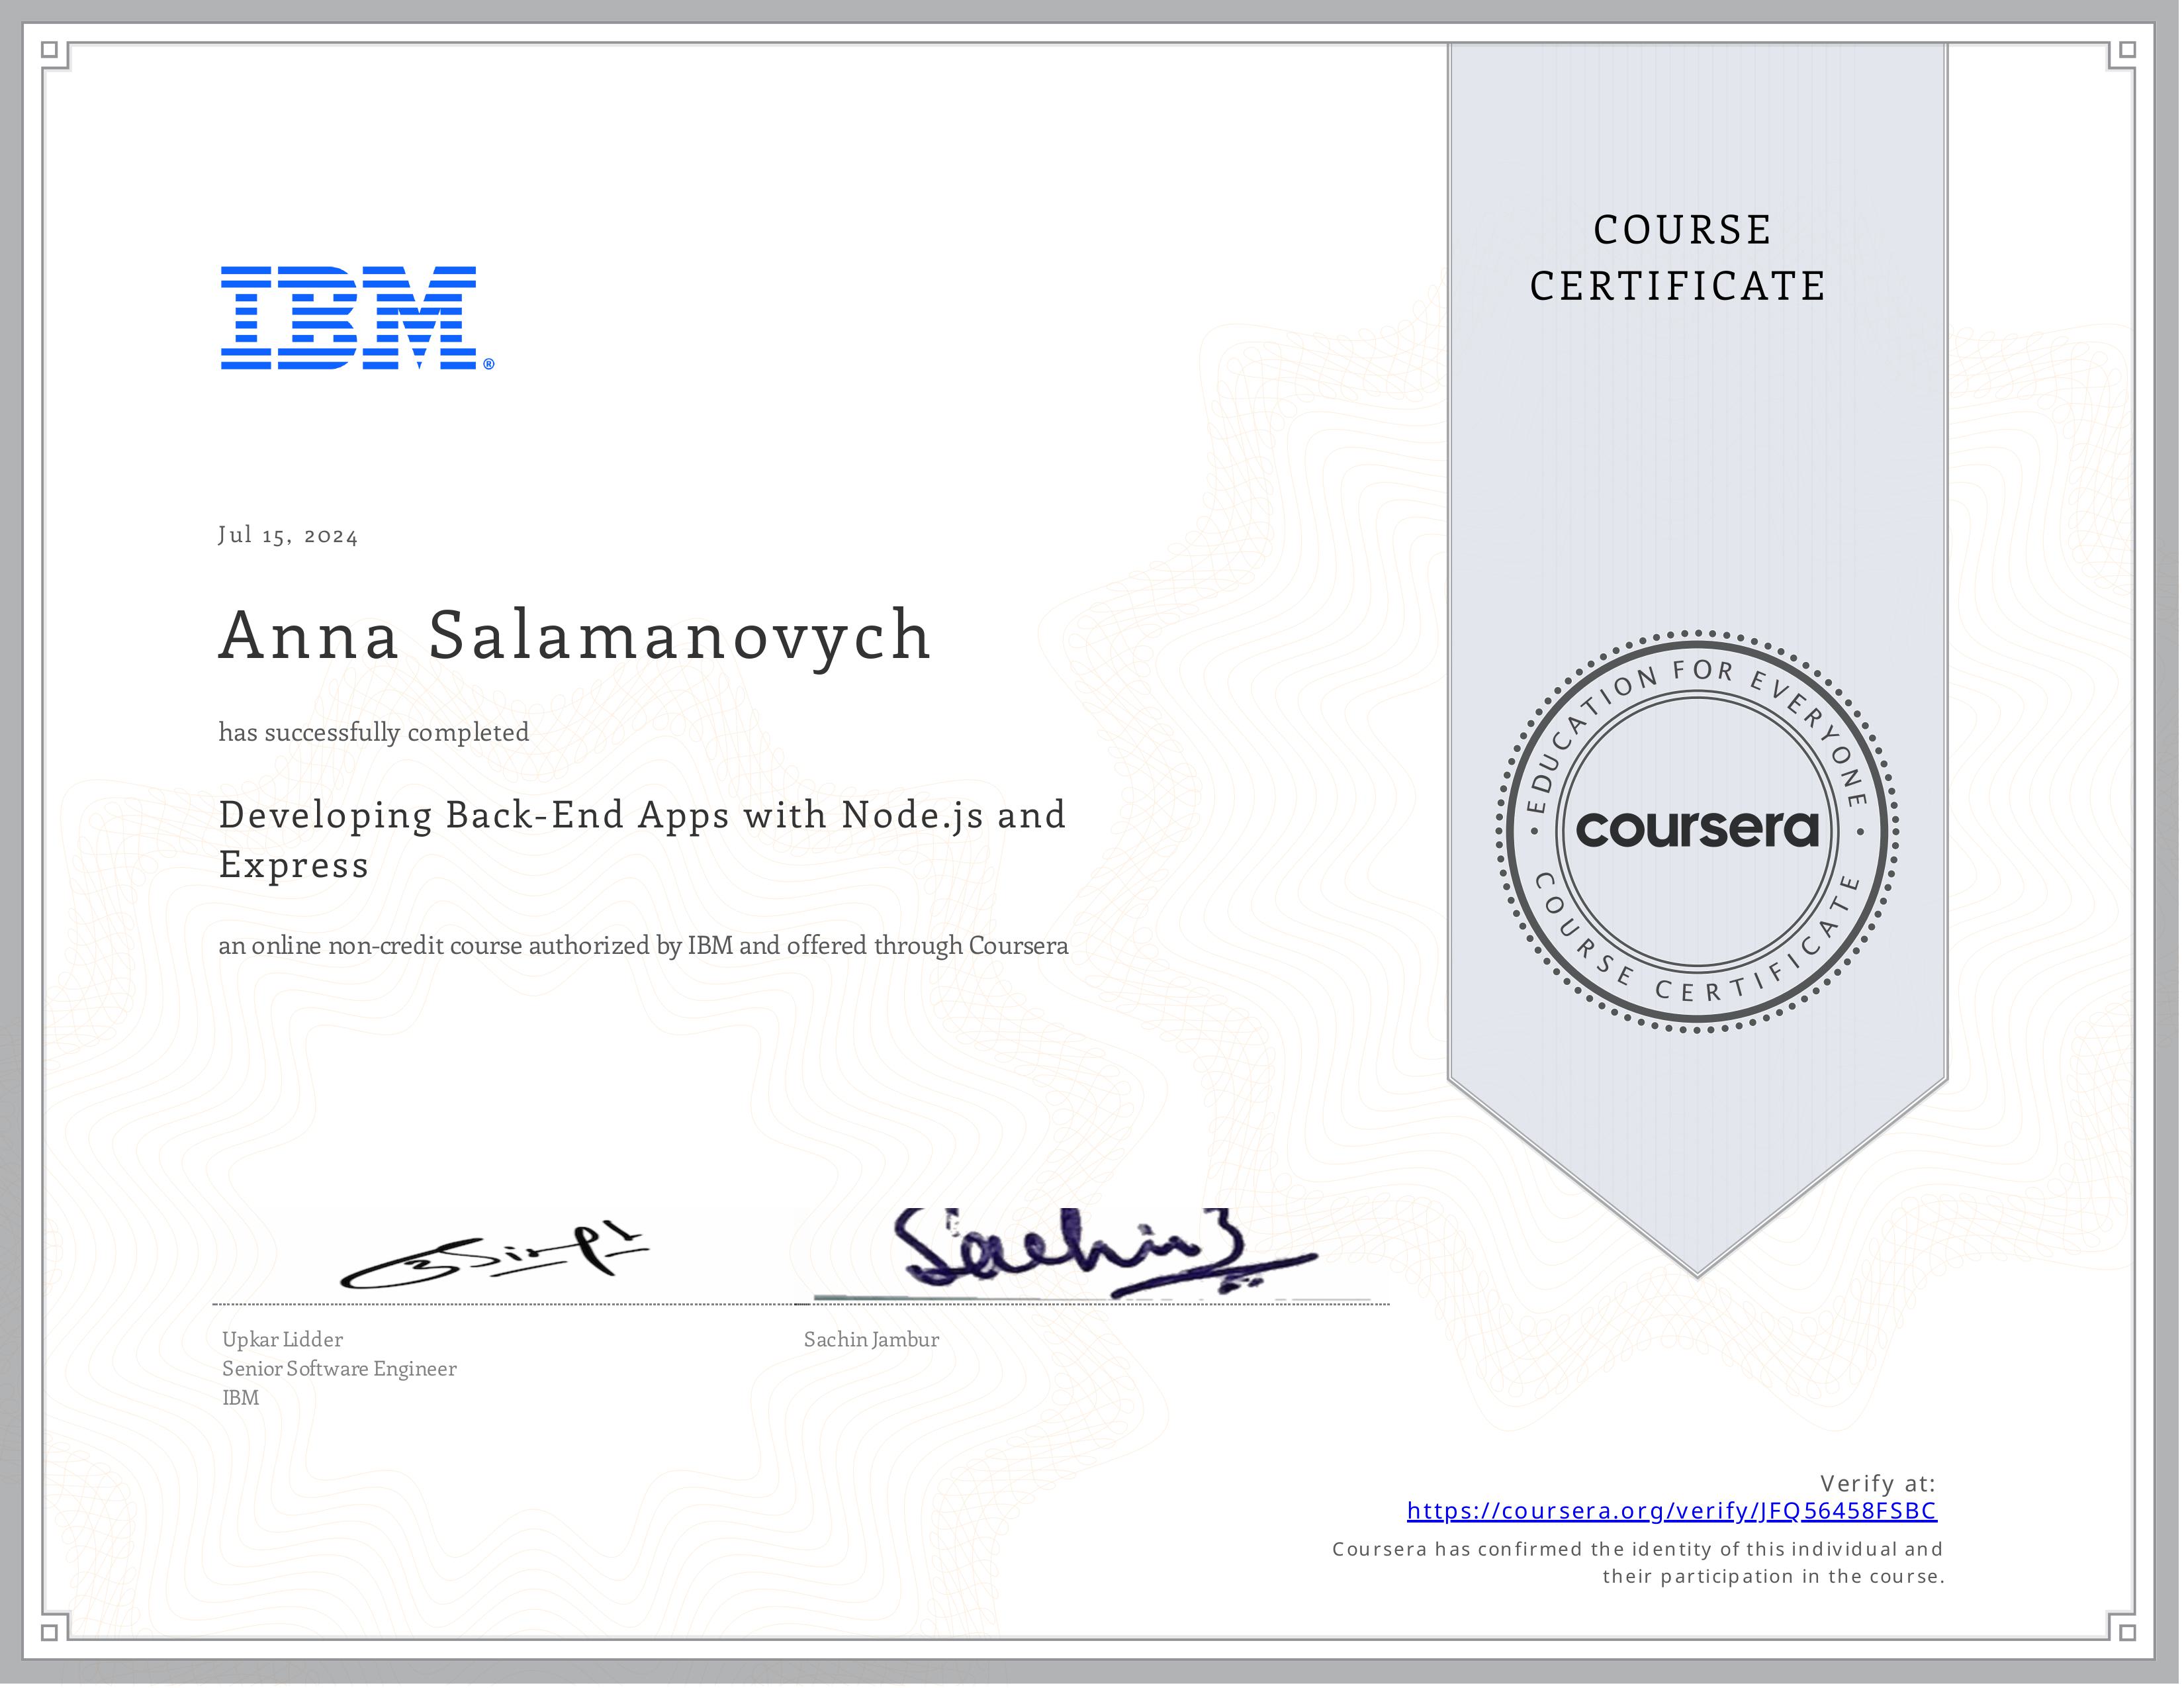 IBM®
COURSE
CERTIFICATE
Jul 15, 2024
Anna Salamanovych
has successfully completed
Developing Back-End Apps with Node.js and
Express
an online non-credit course authorized by IBM and offered through Coursera
EDUCATION FOR EVERYONE
coursera
COURSE CERTIFICATE
Sachin J
Upkar Lidder
Senior Software Engineer
IBM
Sachin Jambur
Verify at:
https://coursera.org/verify/JFQ56458FSBC
Coursera has confirmed the identity of this individual and
their participation in the course.